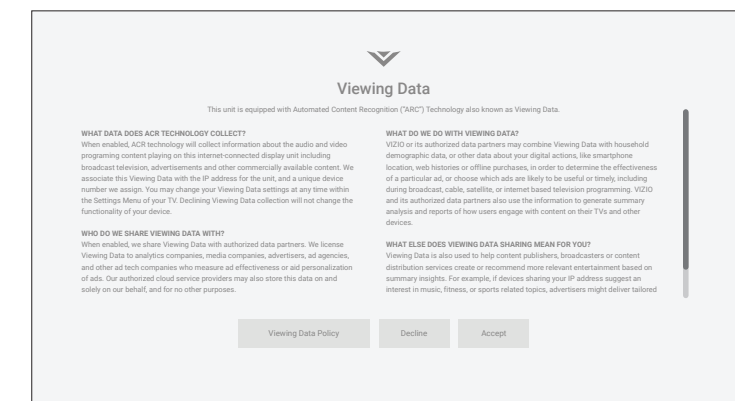 Viewing Data
This unit is equipped with Automated Content Recognition ("ACR") Technology also known as Viewing Data.
WHAT DATA DOES ACR TECHNOLOGY COLLECT?
When enabled, ACR technology will collect information about the audio and video
programing content playing on this internet-connected display unit including
broadcast television, advertisements and other commercially available content. We
associate this Viewing Data with the IP address for the unit, and a unique device
number we assign. You may change your Viewing Data settings at any time within
the Settings Menu of your TV. Declining Viewing Data collection will not change the
functionality of your device.
WHO DO WE SHARE VIEWING DATA WITH?
When enabled, we share Viewing Data with authorized data partners. We license
Viewing Data to analytics companies, media companies, advertisers, ad agencies,
and other ad tech companies who measure ad effectiveness or aid personalization
of ads. Our authorized cloud service providers may also store this data on and
solely on our behalf, and for no other purposes.
WHAT DO WE DO WITH VIEWING DATA?
VIZIO or its authorized data partners may combine Viewing Data with household
demographic data, or other data about your digital actions, like smartphone
location, web histories or offline purchases, in order to determine the effectiveness
of a particular ad, or choose which ads are likely to be useful or timely, including
during broadcast, cable, satellite, or internet based television programming. VIZIO
and its authorized data partners also use the information to generate summary
analysis and reports of how users engage with content on their TVs and other
devices.
WHAT ELSE DOES VIEWING DATA SHARING MEAN FOR YOU?
Viewing Data is also used to help content publishers, broadcasters or content
distribution services create or recommend more relevant entertainment based on
summary insights. For example, if devices sharing your IP address suggest an
interest in music, fitness, or sports related topics, advertisers might deliver tailored
Viewing Data Policy
Decline
Accept